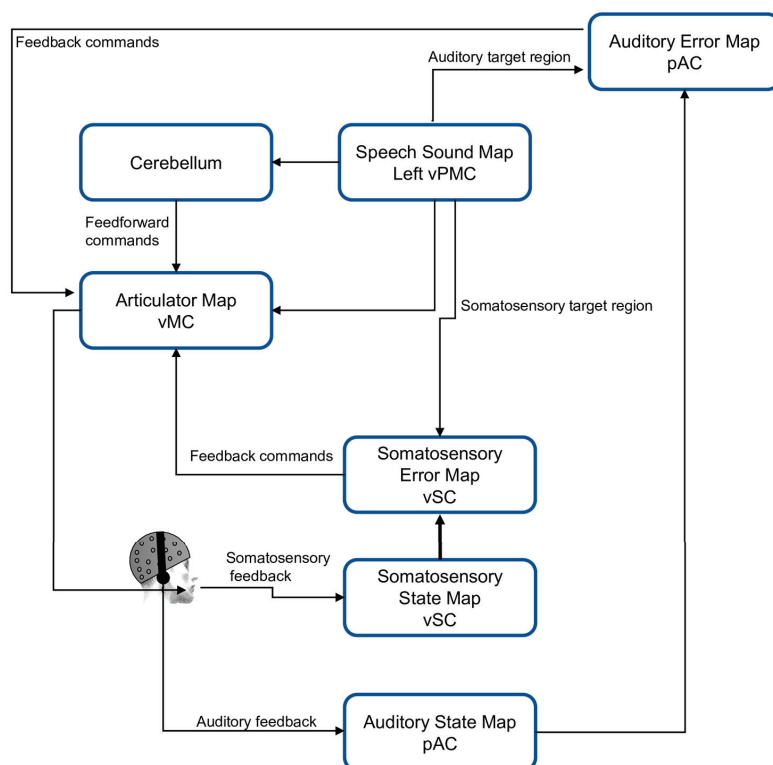 Feedback commands
Auditory Error Map
pAC
Auditory target region
Cerebellum
Speech Sound Map
Left vPMC
Feedforward
commands
Articulator Map
vMC
Somatosensory target region
Feedback commands
Somatosensory
Error Map
vSC
Somatosensory
feedback
Somatosensory
State Map
vSC
Auditory feedback
Auditory State Map
pAC